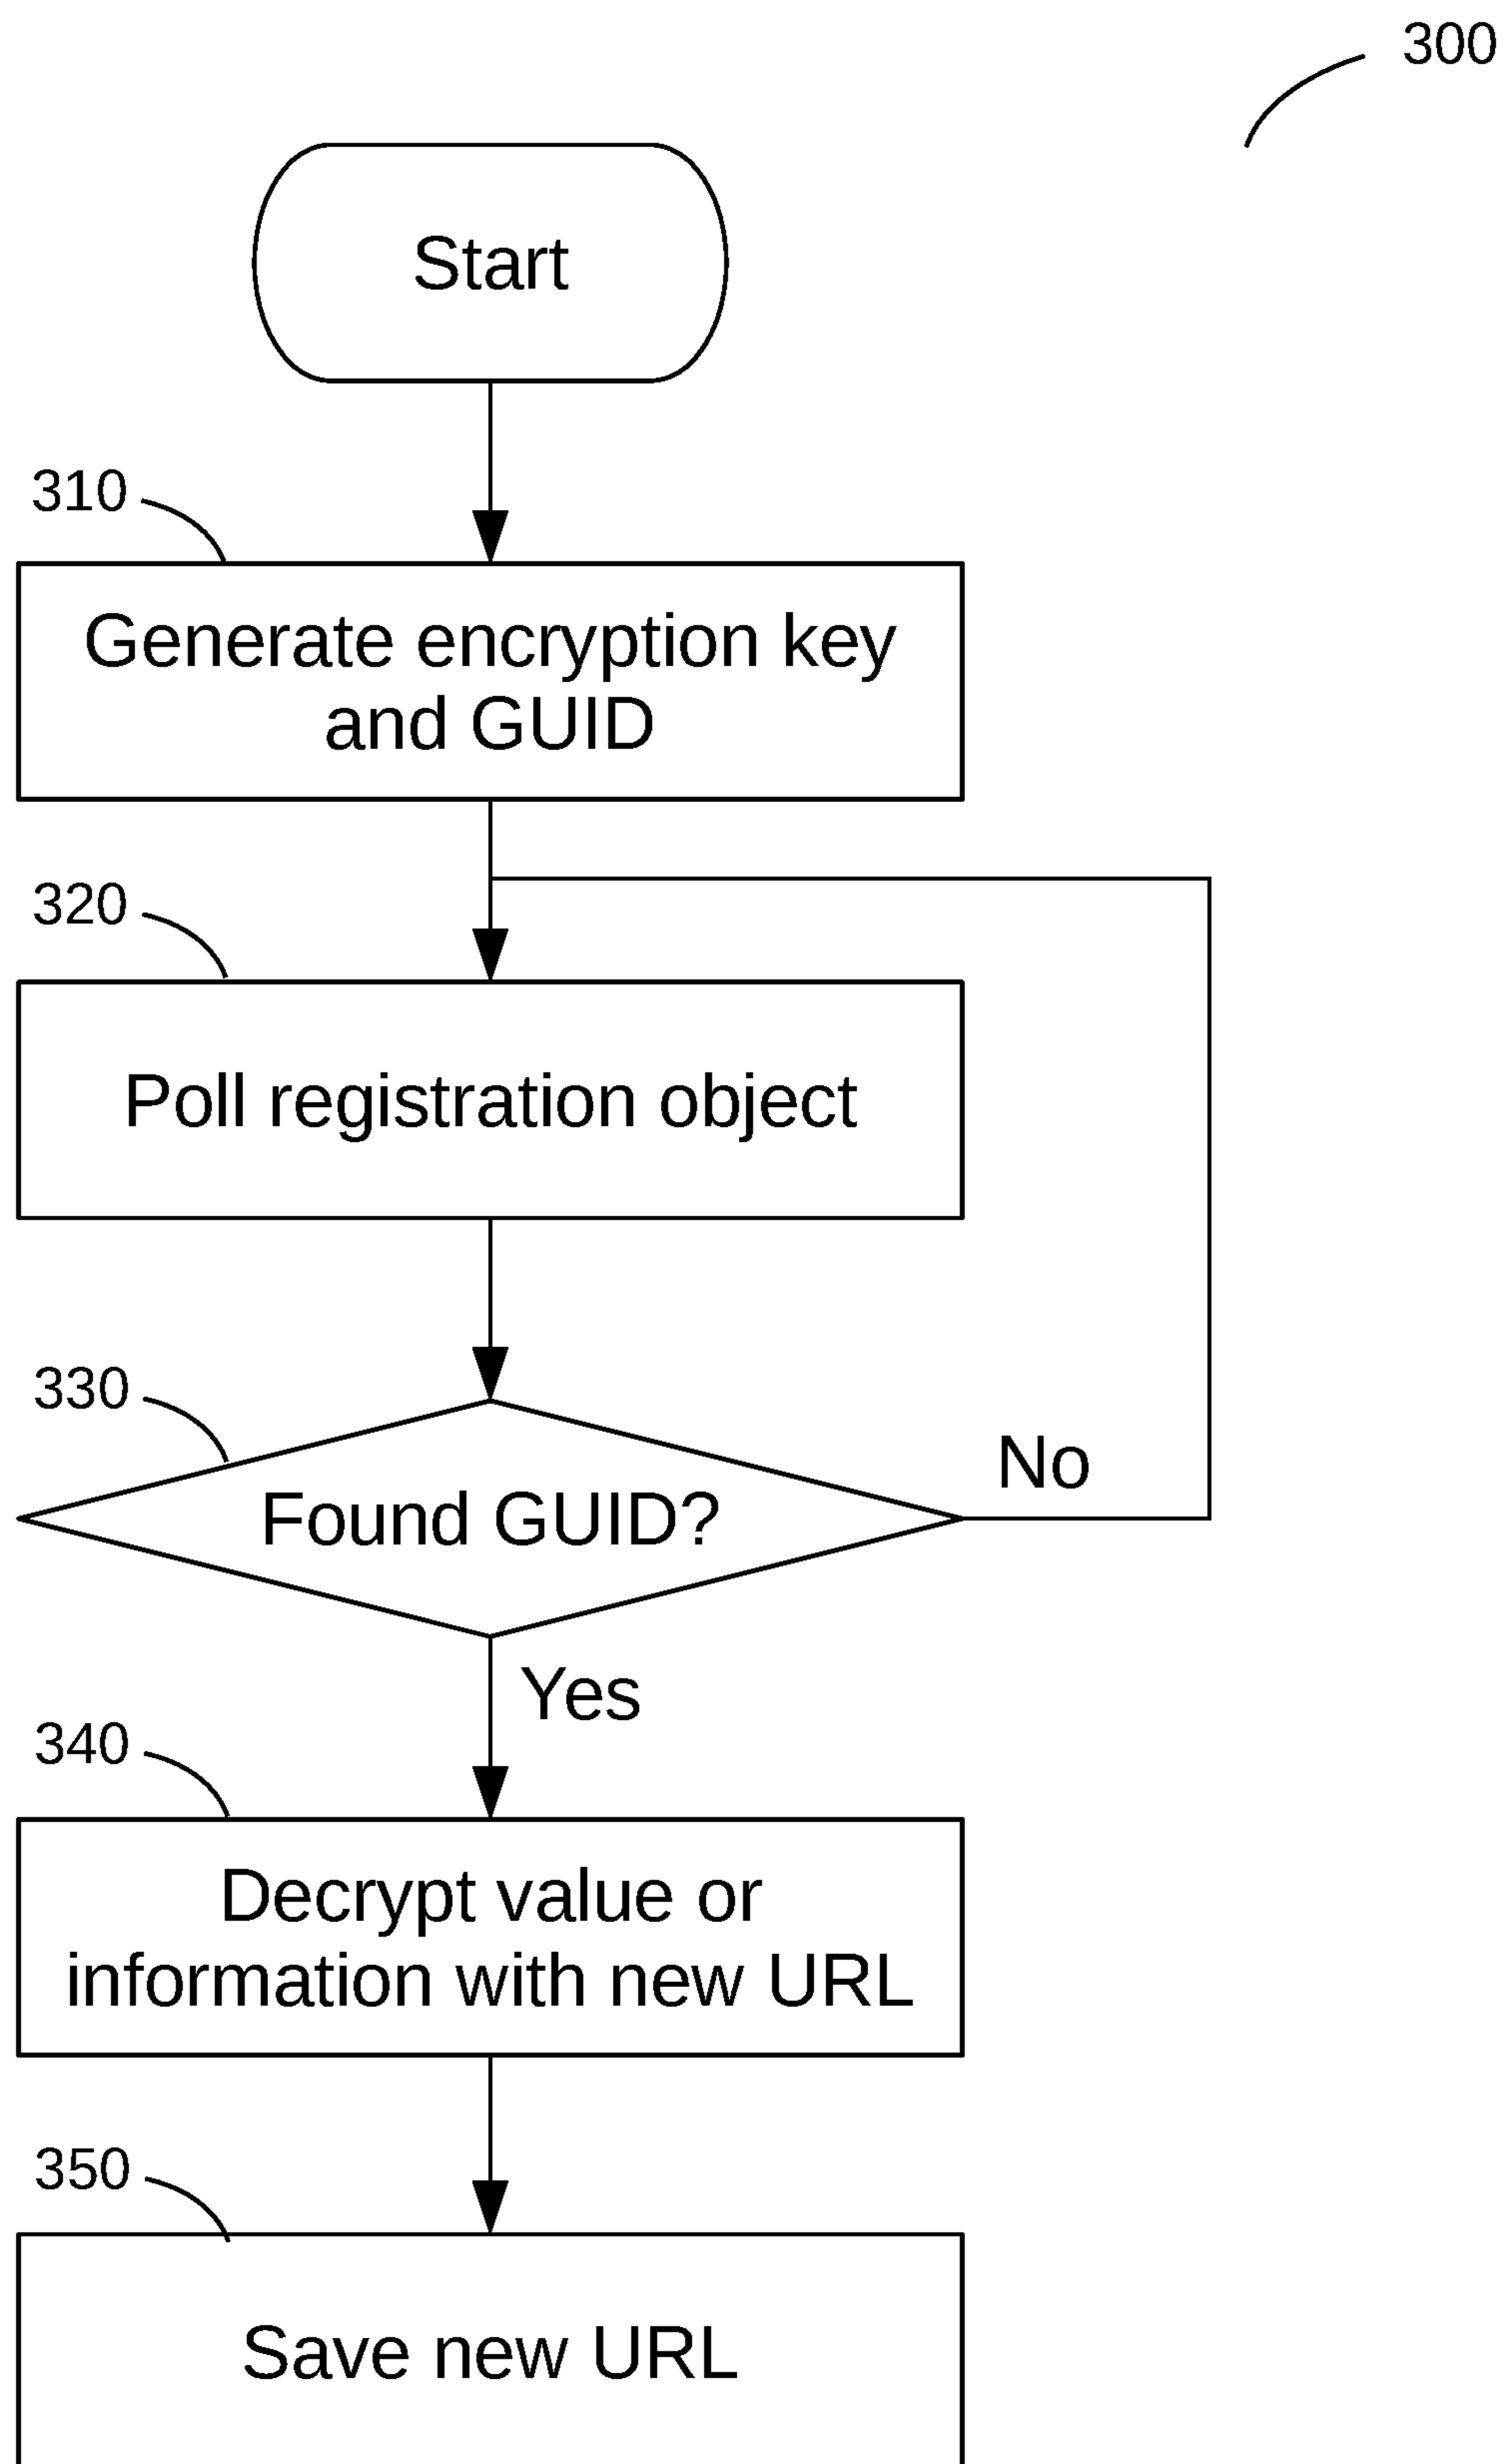 300
Start
310
Generate encryption key
and GUID
320
Poll registration object
330
Found GUID?
No
Yes
340
Decrypt value or
information with new URL
350
Save new URL